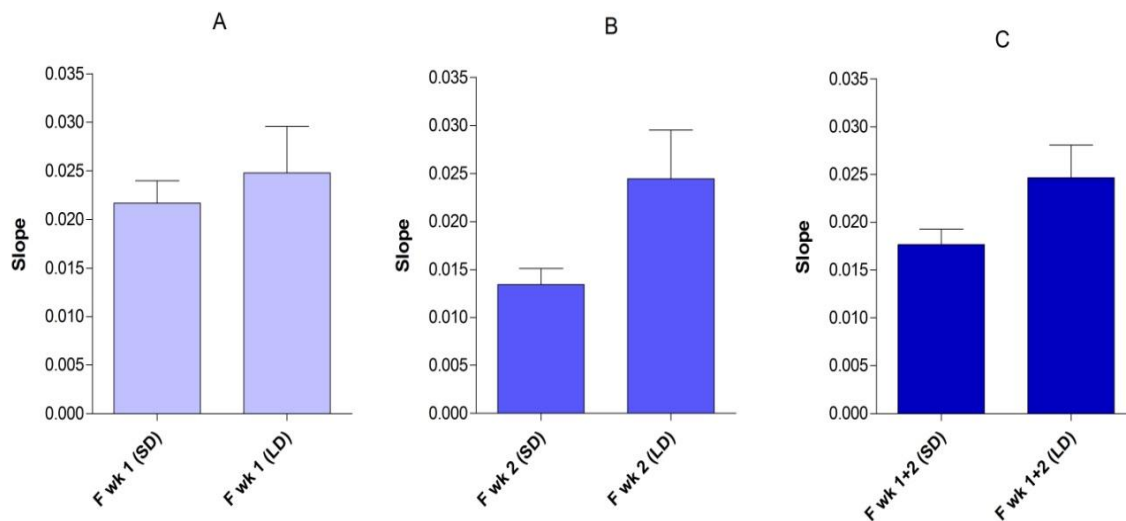 A
0.035
0.030
0.025
0.020
0.015
0.010
0.005
0.000
Slope
F wk 1 (SD)
F wk 1 (LD)
B
0.035
0.030
0.025
0.020
0.015
0.010
0.005
0.000
Slope
F wk 2 (SD)
F wk 2 (LD)
C
0.035
0.030
0.025
0.020
0.015
0.010
0.005
0.000
Slope
F wk 1+2 (SD)
F wk 1+2 (LD)